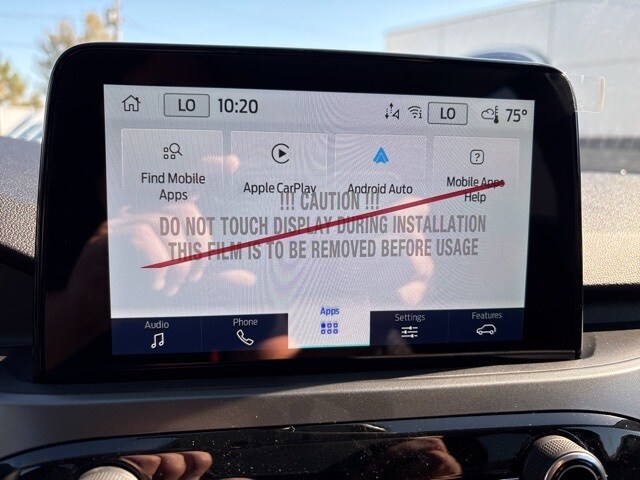 LO 10:20 LO 75°
Find Mobile
Apps
Apple CarPlay
Android Auto
Mobile Apps
Help
!!! CAUTION !!!
DO NOT TOUCH DISPLAY DURING INSTALLATION
THIS FILM IS TO BE REMOVED BEFORE USAGE
Audio Phone Apps Settings Features